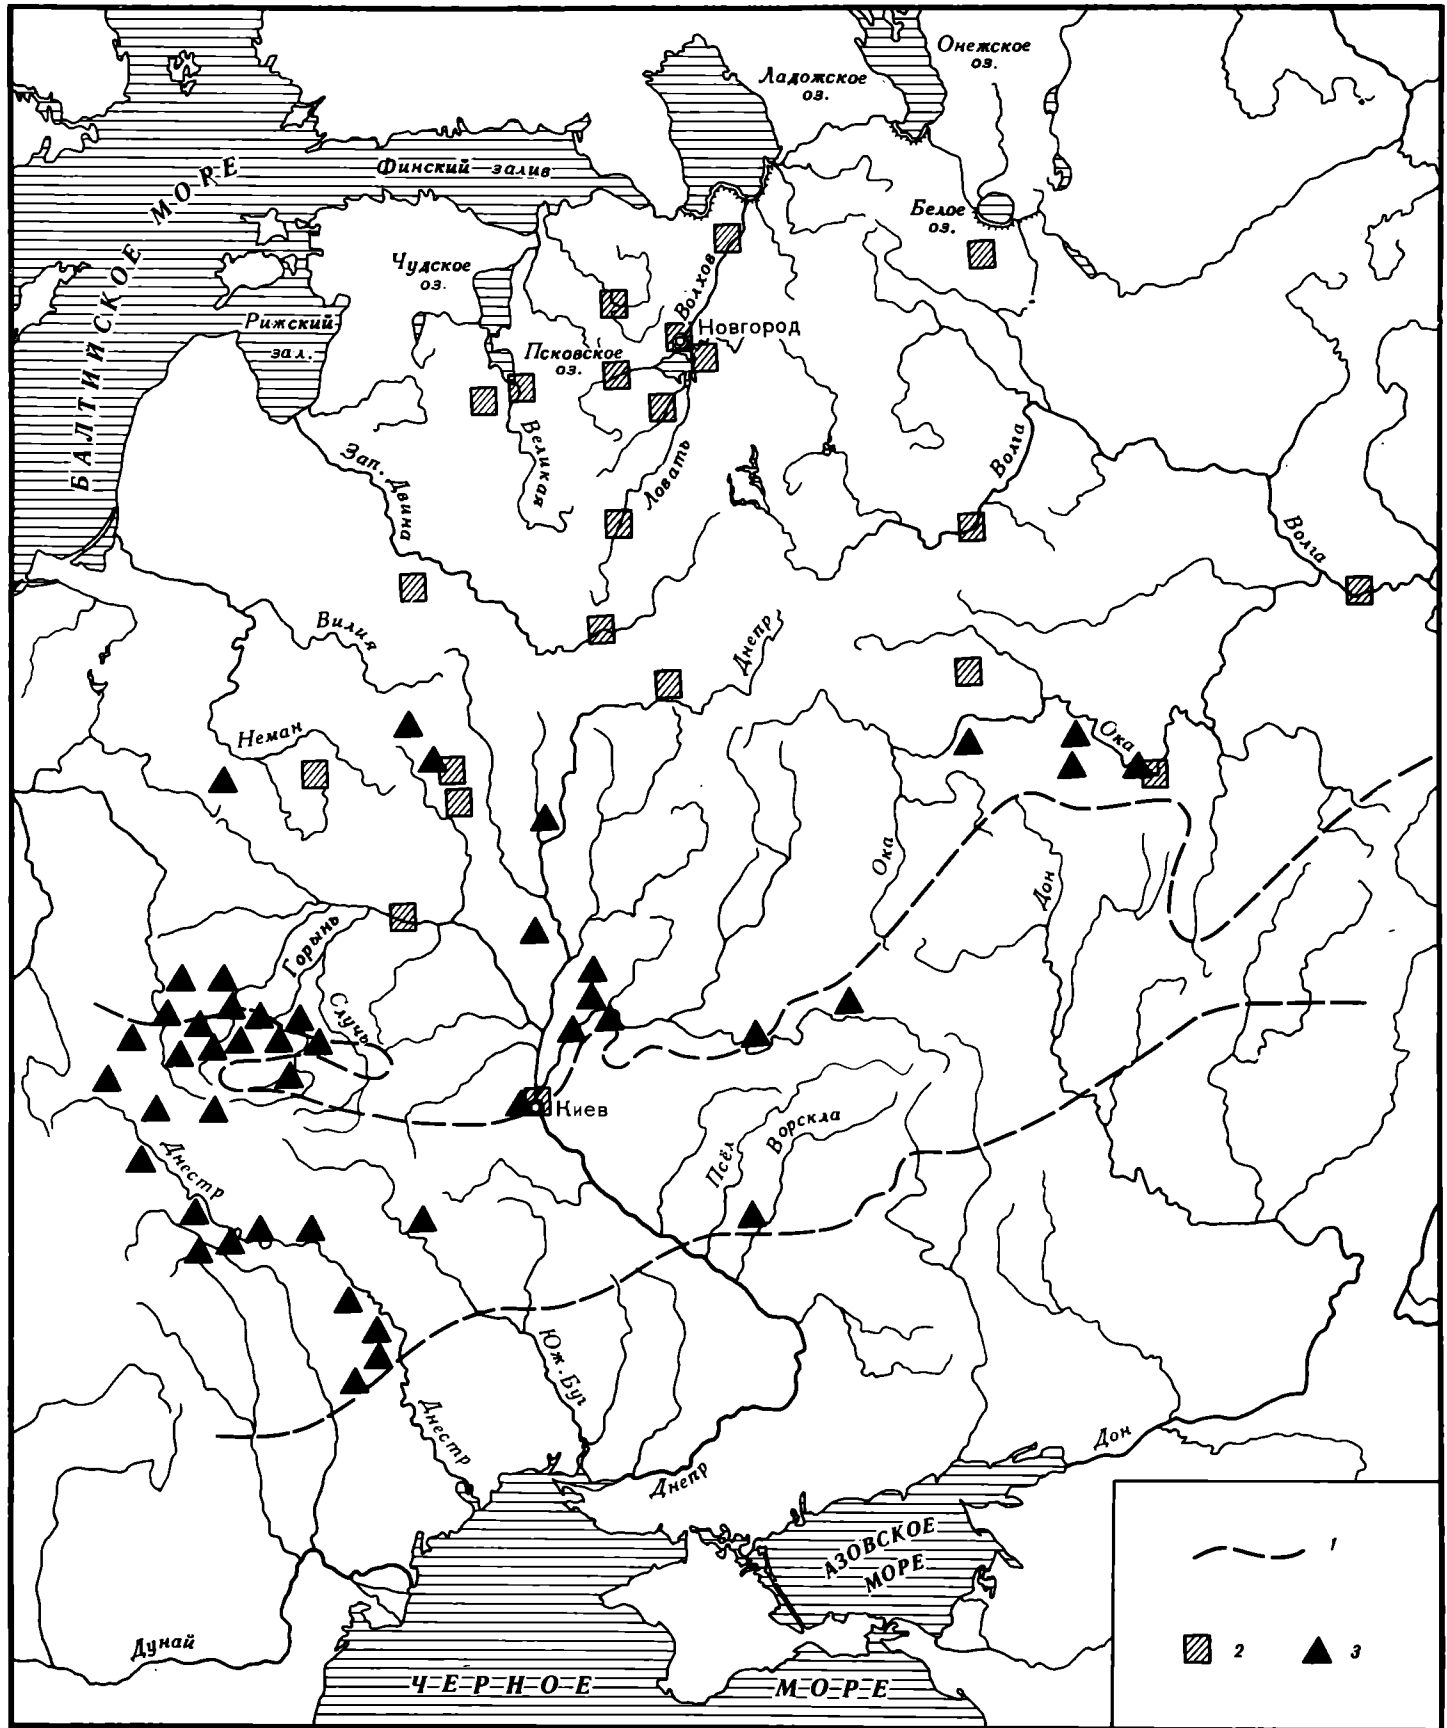 Онежское
оз.
Ладожское
оз.
Финский залив
БАЛТИЙСКОЕ МОРЕ
Белое
оз.
Чудское
оз.
Волхов
Рижский
зал.
Новгород
Псковское
оз.
Великая
Ловать
Зап. Двина
Волга
Волга
Вилия
Днепр
Неман
Ока
Ока
Дон
Горынь
Случь
Киев
Днестр
Псёл
Ворскла
Юж. Буг
Днестр
Днепр
Дон
АЗОВСКОЕ
МОРЕ
Дунай
ЧЕРНОЕ МОРЕ
1
2 3